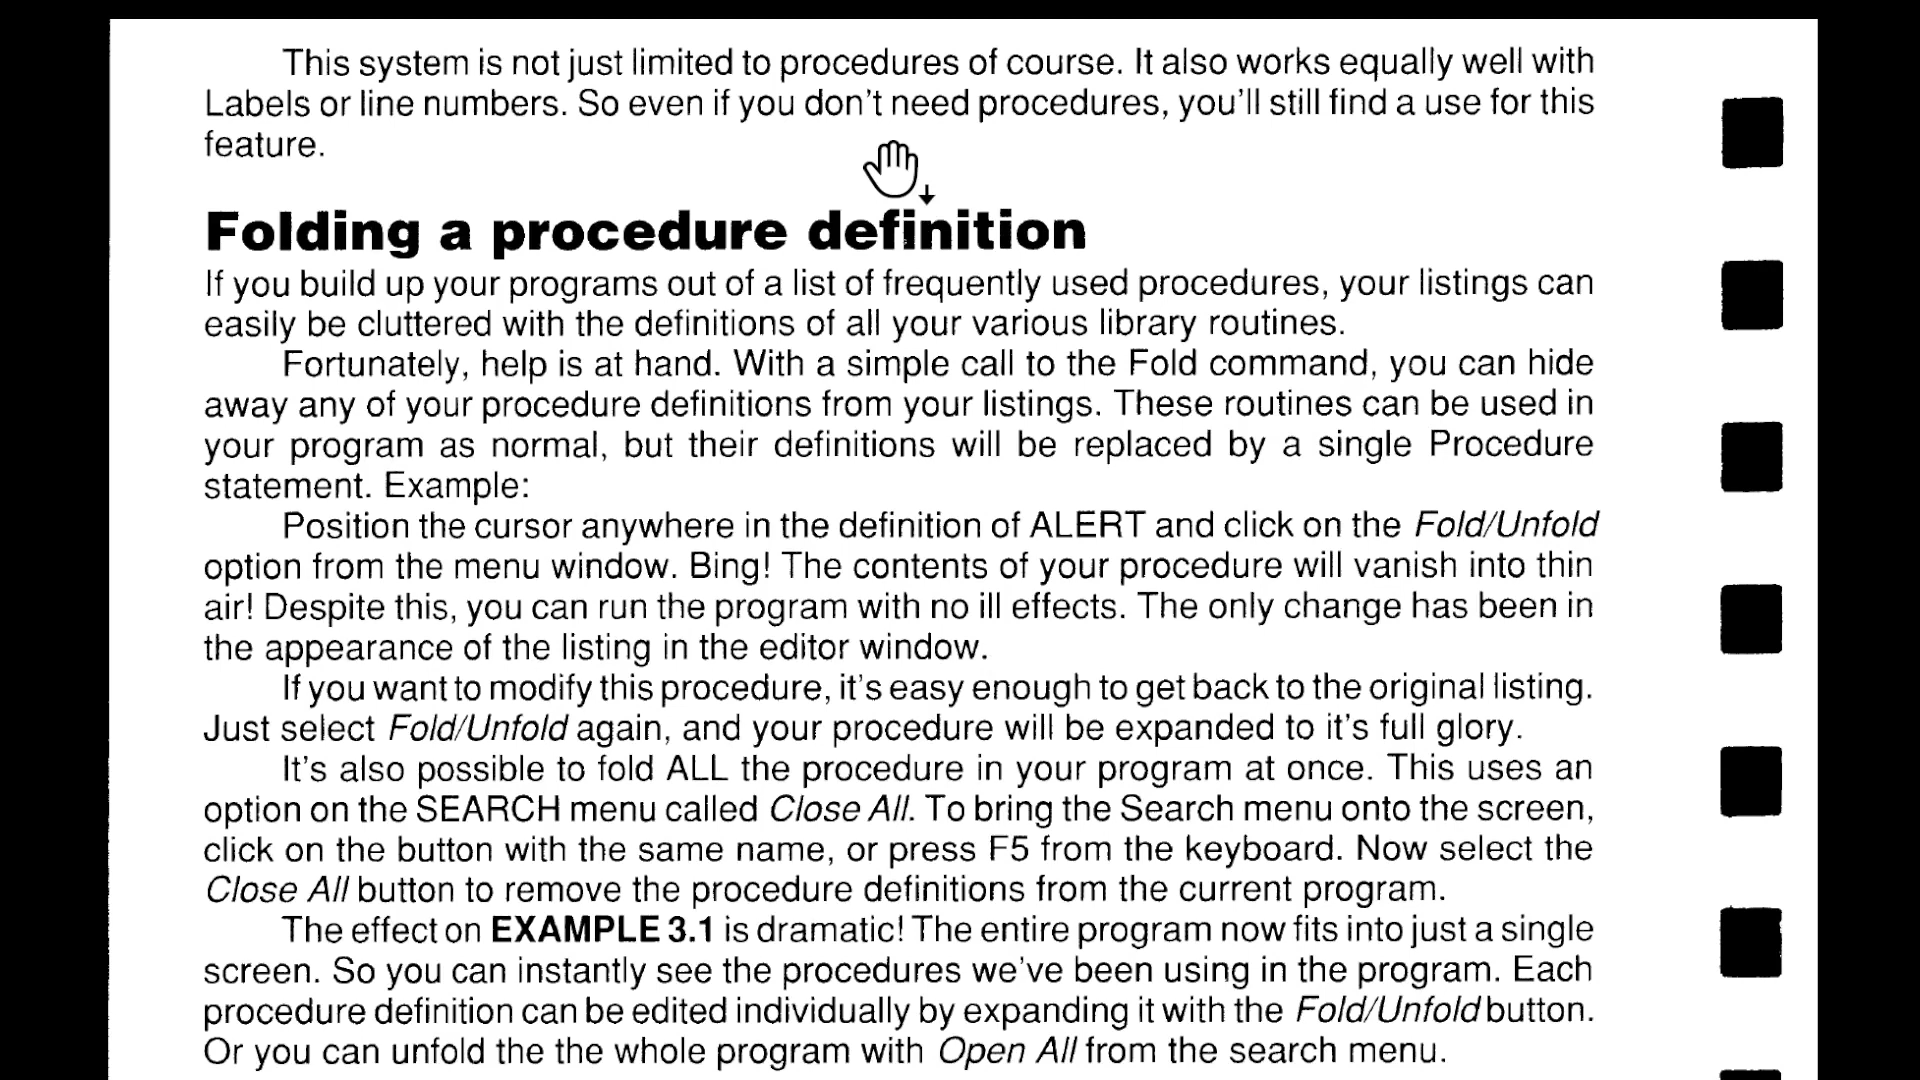 This system is not just limited to procedures of course. It also works equally well with
Labels or line numbers. So even if you don't need procedures, you'll still find a use for this
feature.
Folding a procedure definition
If you build up your programs out of a list of frequently used procedures, your listings can
easily be cluttered with the definitions of all your various library routines.
Fortunately, help is at hand. With a simple call to the Fold command, you can hide
away any of your procedure definitions from your listings. These routines can be used in
your program as normal, but their definitions will be replaced by a single Procedure
statement. Example:
Position the cursor anywhere in the definition of ALERT and click on the Fold/Unfold
option from the menu window. Bing! The contents of your procedure will vanish into thin
air! Despite this, you can run the program with no ill effects. The only change has been in
the appearance of the listing in the editor window.
If you want to modify this procedure, it's easy enough to get back to the original listing.
Just select Fold/Unfold again, and your procedure will be expanded to it's full glory.
It's also possible to fold ALL the procedure in your program at once. This uses an
option on the SEARCH menu called Close All. To bring the Search menu onto the screen,
click on the button with the same name, or press F5 from the keyboard. Now select the
Close All button to remove the procedure definitions from the current program.
The effect on EXAMPLE 3.1 is dramatic! The entire program now fits into just a single
screen. So you can instantly see the procedures we've been using in the program. Each
procedure definition can be edited individually by expanding it with the Fold/Unfold button.
Or you can unfold the the whole program with Open All from the search menu.